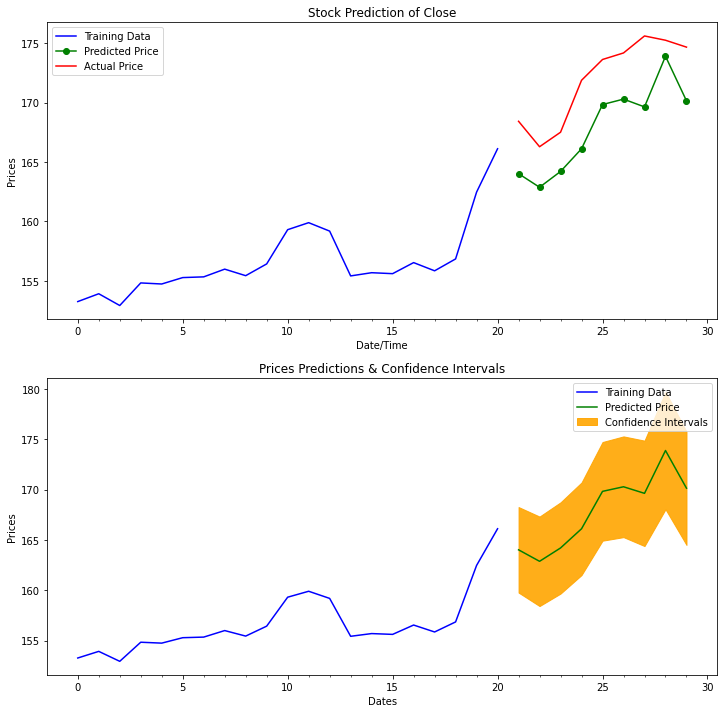 Stock Prediction of Close
Training Data
Predicted Price
Actual Price
Prices
175
170
165
160
155
0 5 10 15 20 25 30
Date/Time
Prices Predictions & Confidence Intervals
Training Data
Predicted Price
Confidence Intervals
Prices
180
175
170
165
160
155
0 5 10 15 20 25 30
Dates